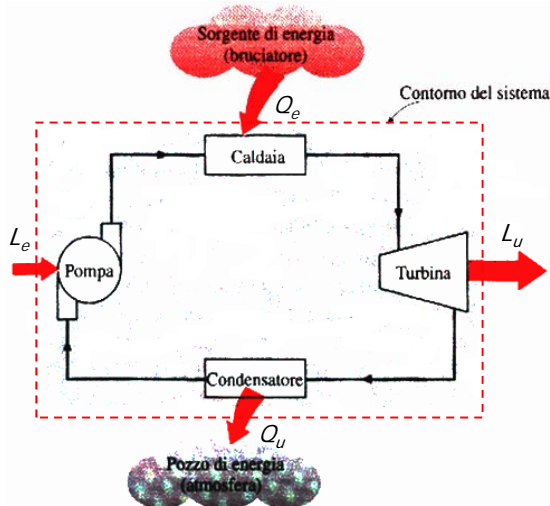 Sorgente di energia
(bruciatore)
Contorno del sistema
Qe
Caldaia
Le
Lu
Pompa
Turbina
Condensatore
Qu
Pozzo di energia
(atmosfera)